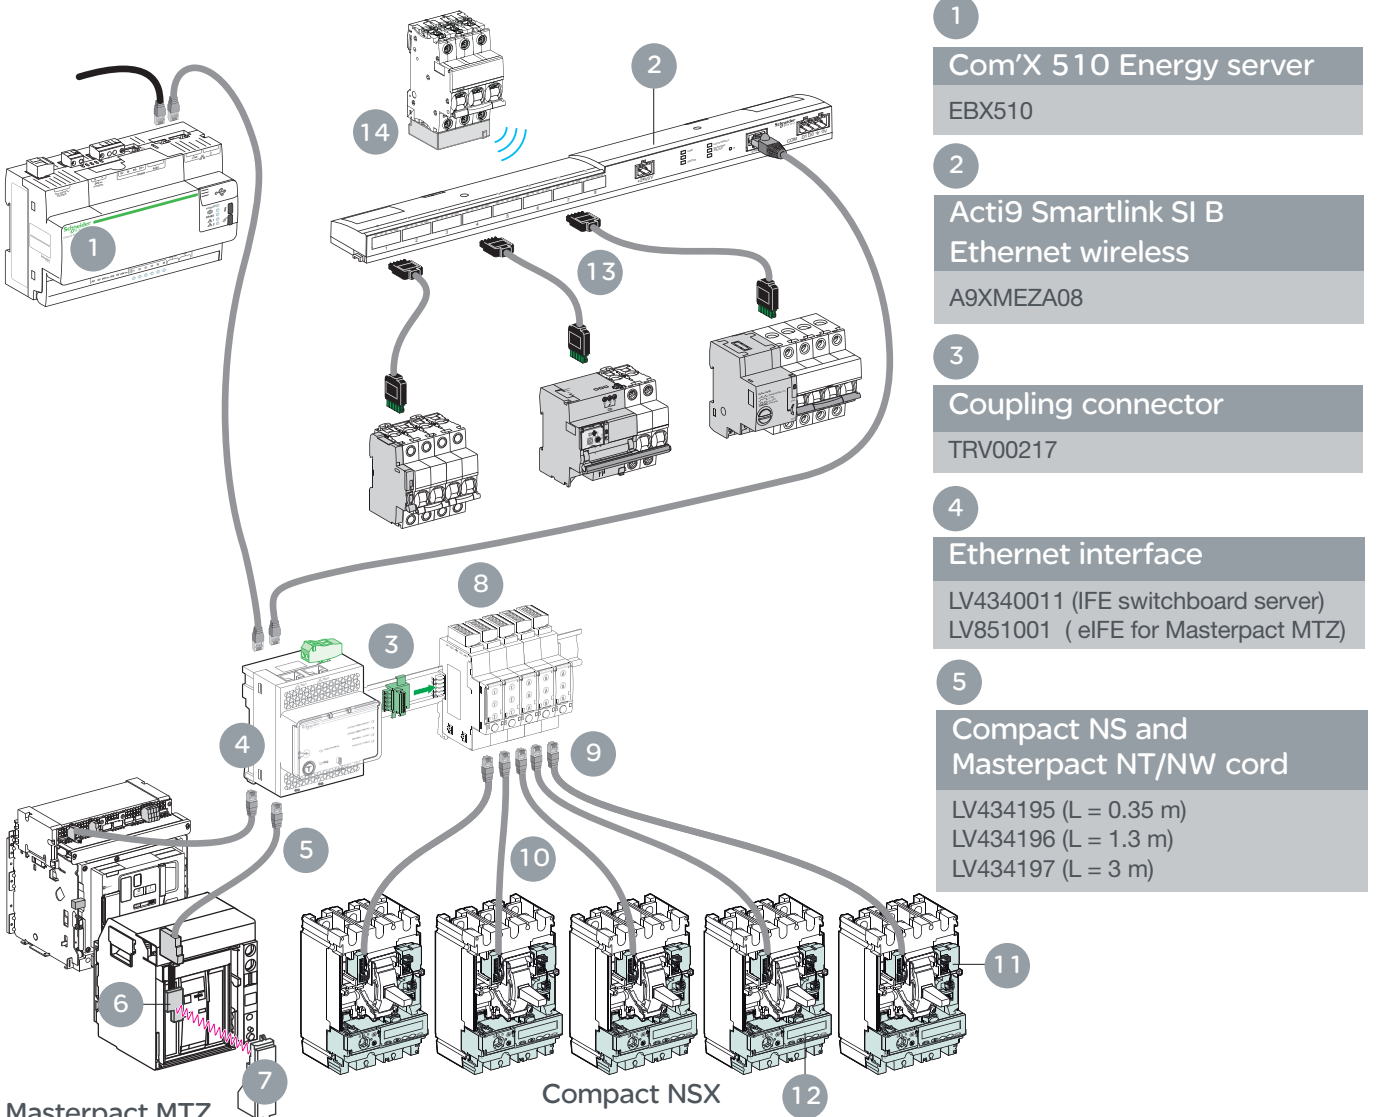 1
Com’X 510 Energy server
EBX510
2
Acti9 Smartlink SI B
Ethernet wireless
A9XMEZA08
3
Coupling connector
TRV00217
4
Ethernet interface
LV4340011 (IFE switchboard server)
LV851001 ( eIFE for Masterpact MTZ)
5
Compact NS and
Masterpact NT/NW cord
LV434195 (L = 0.35 m)
LV434196 (L = 1.3 m)
LV434197 (L = 3 m)
14
2
Schneider
1
13
8
3
4
9
5
10
11
6
7
12
Compact NSX
Masterpact MTZ